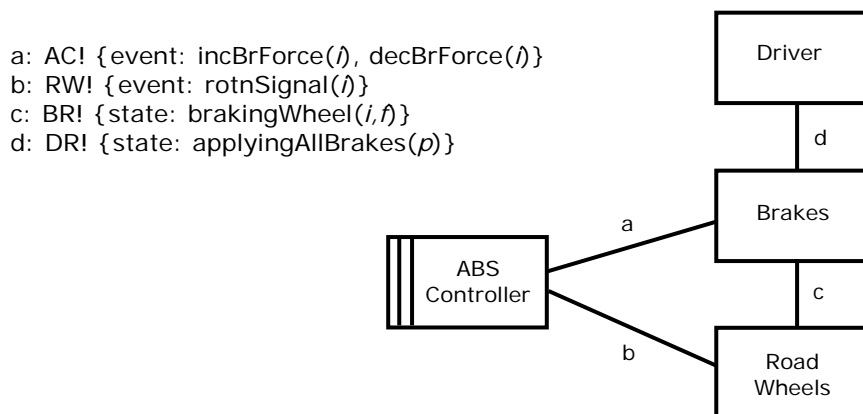 a: AC! {event: incBrForce(i), decBrForce(i)}
b: RW! {event: rotnSignal(i)}
c: BR! {state: brakingWheel(i,f)}
d: DR! {state: applyingAllBrakes(p)}
Driver
d
Brakes
a
ABS
Controller
c
b
Road
Wheels